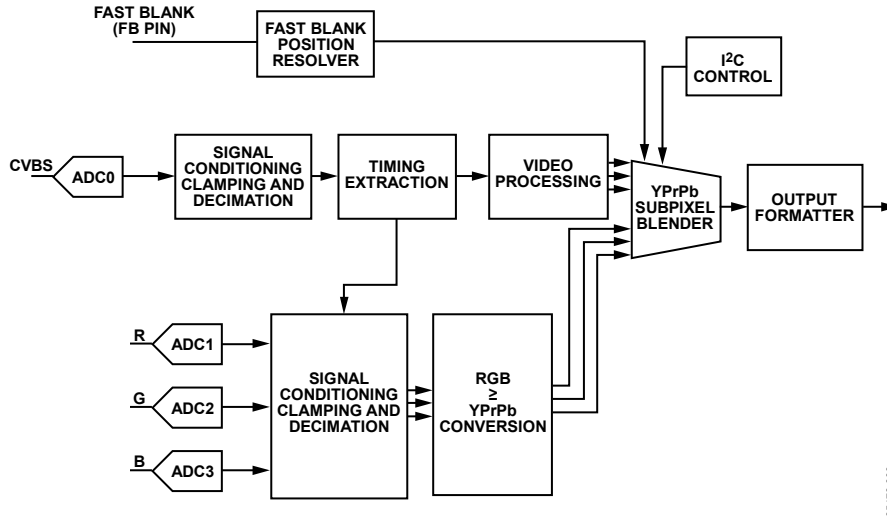 FAST BLANK
(FB PIN)
FAST BLANK
POSITION
RESOLVER
I²C
CONTROL
CVBS
ADC0
SIGNAL
CONDITIONING
CLAMPING AND
DECIMATION
TIMING
EXTRACTION
VIDEO
PROCESSING
YPrPb
SUBPIXEL
BLENDER
OUTPUT
FORMATTER
R
ADC1
G
ADC2
B
ADC3
SIGNAL
CONDITIONING
CLAMPING AND
DECIMATION
RGB
≥
YPrPb
CONVERSION